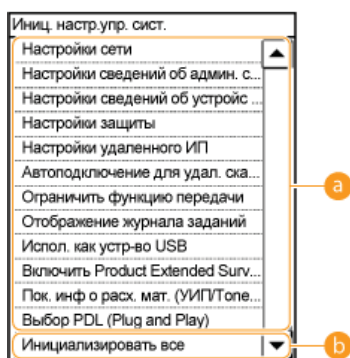 Иниц. настр.упр. сист.
Настройки сети
Настройки сведений об админ. с...
Настройки сведений об устройс ...
Настройки защиты
Настройки удаленного ИП
Автоподключение для удал. ска...
Ограничить функцию передачи
Отображение журнала заданий
Испол. как устр-во USB
Включить Product Extended Surv...
Пок. инф о расх. мат. (УИП/Tone...
Выбор PDL (Plug and Play)
Инициализировать все
a
b